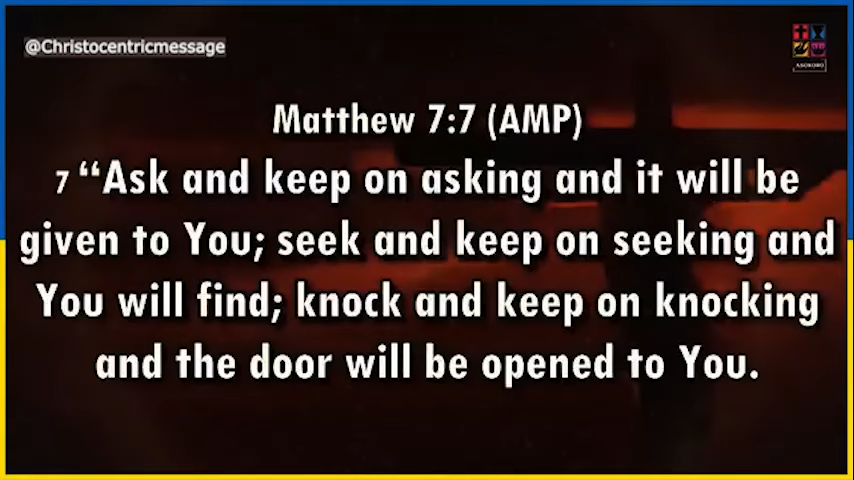 @Christocentricmessage
ASOKORO
Matthew 7:7 (AMP)
7 “Ask and keep on asking and it will be
given to You; seek and keep on seeking and
You will find; knock and keep on knocking
and the door will be opened to You.